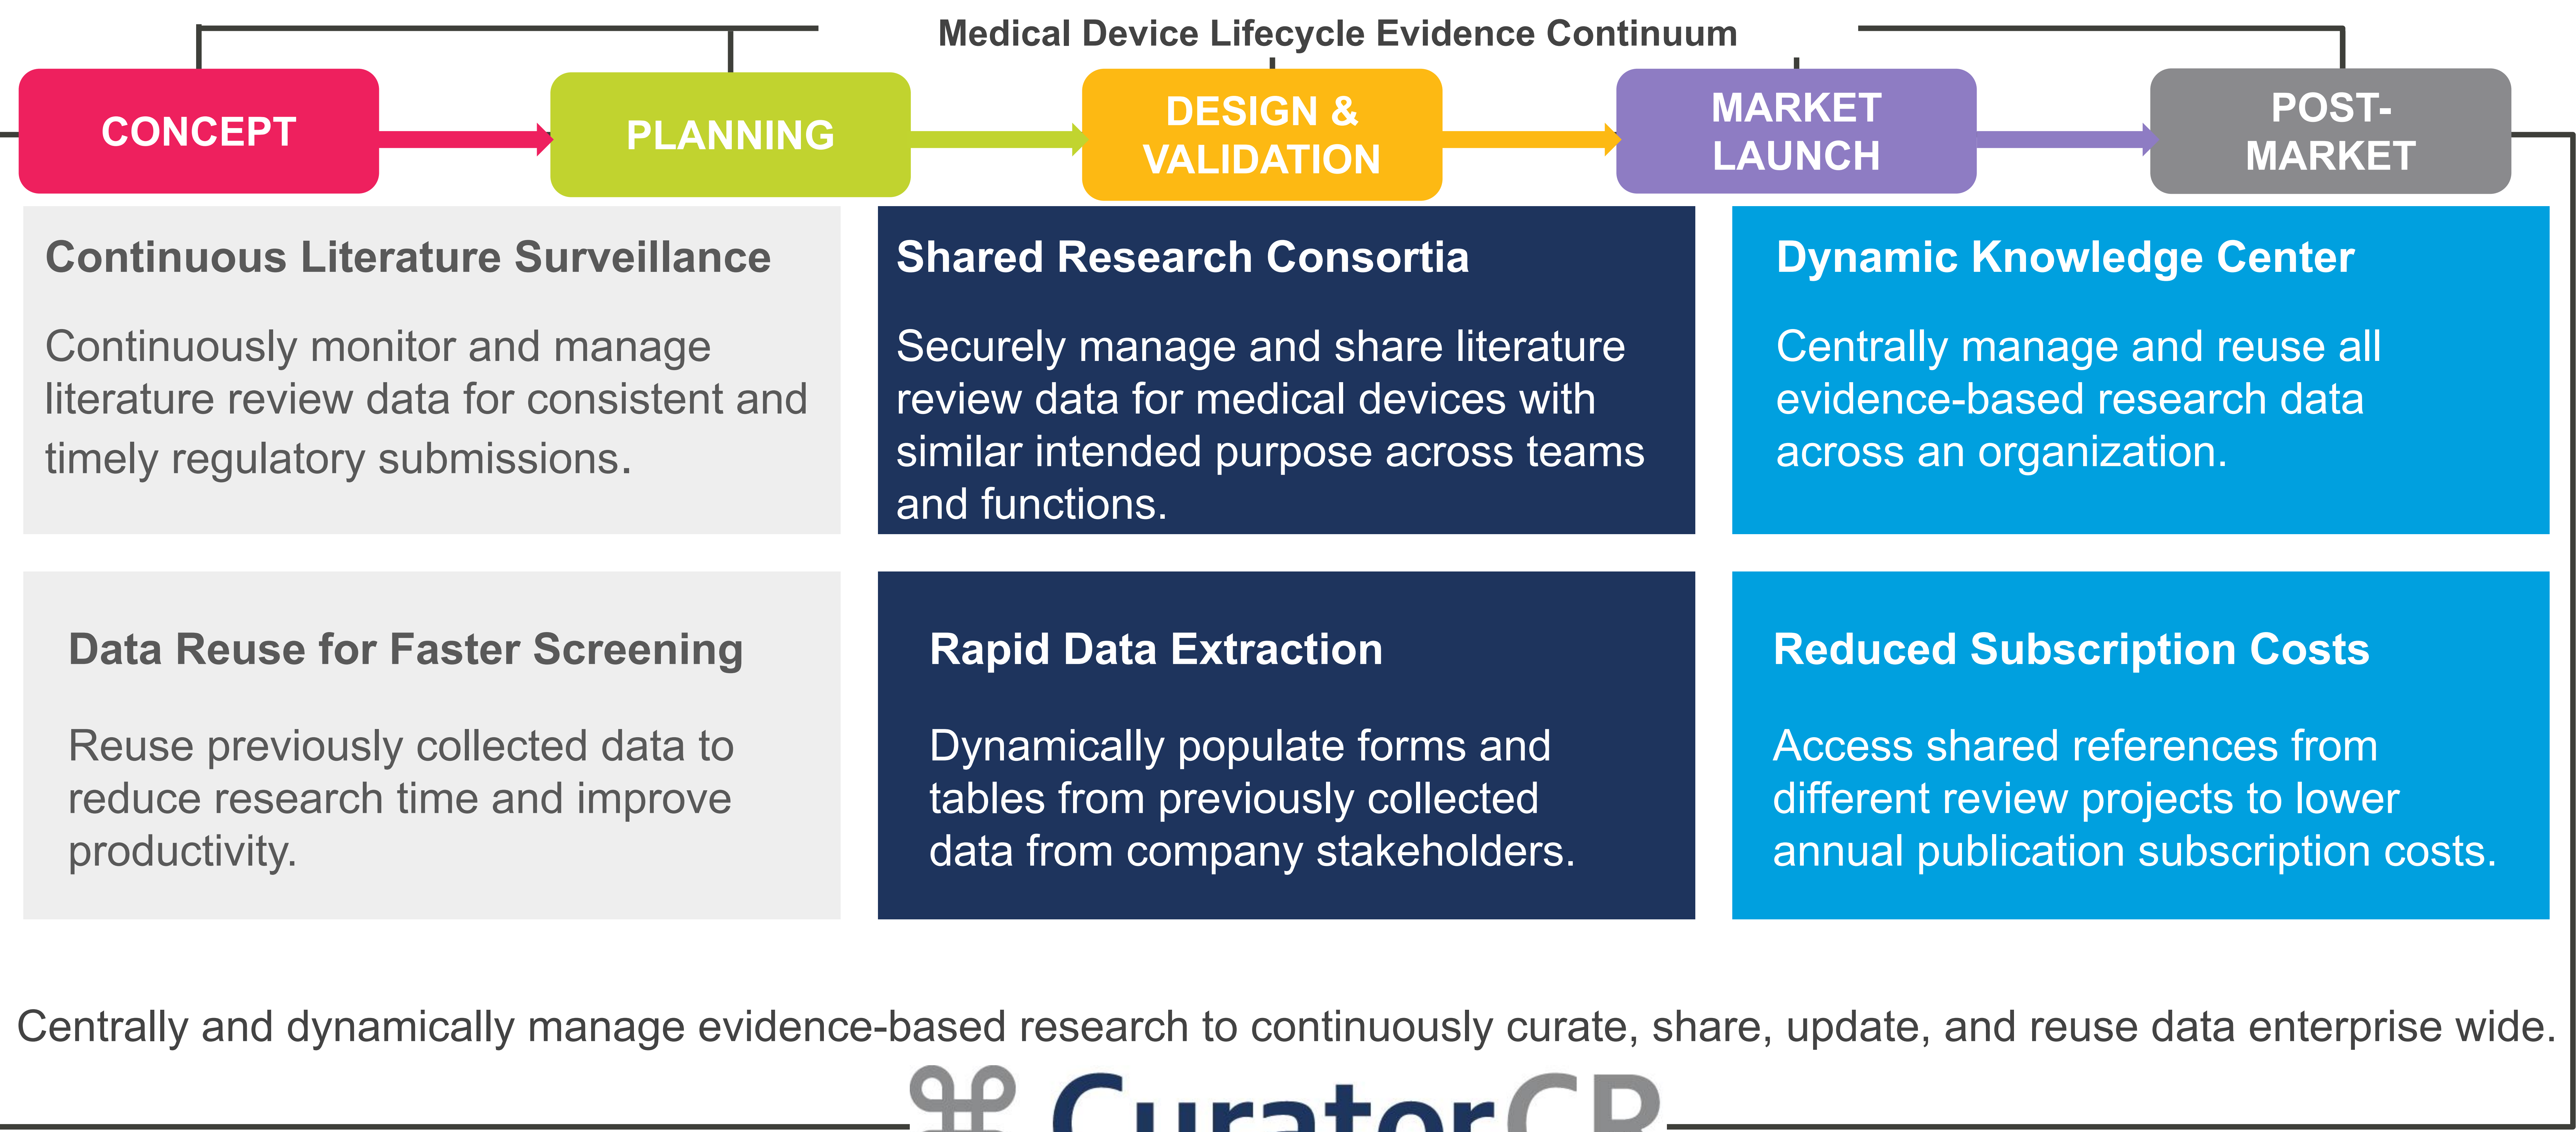 Medical Device Lifecycle Evidence Continuum
CONCEPT
PLANNING
DESIGN &
VALIDATION
MARKET
LAUNCH
POST-
MARKET
Continuous Literature Surveillance
Continuously monitor and manage
literature review data for consistent and
timely regulatory submissions.
Shared Research Consortia
Securely manage and share literature
review data for medical devices with
similar intended purpose across teams
and functions.
Dynamic Knowledge Center
Centrally manage and reuse all
evidence-based research data
across an organization.
Data Reuse for Faster Screening
Reuse previously collected data to
reduce research time and improve
productivity.
Rapid Data Extraction
Dynamically populate forms and
tables from previously collected
data from company stakeholders.
Reduced Subscription Costs
Access shared references from
different review projects to lower
annual publication subscription costs.
Centrally and dynamically manage evidence-based research to continuously curate, share, update, and reuse data enterprise wide.
CuratorCR